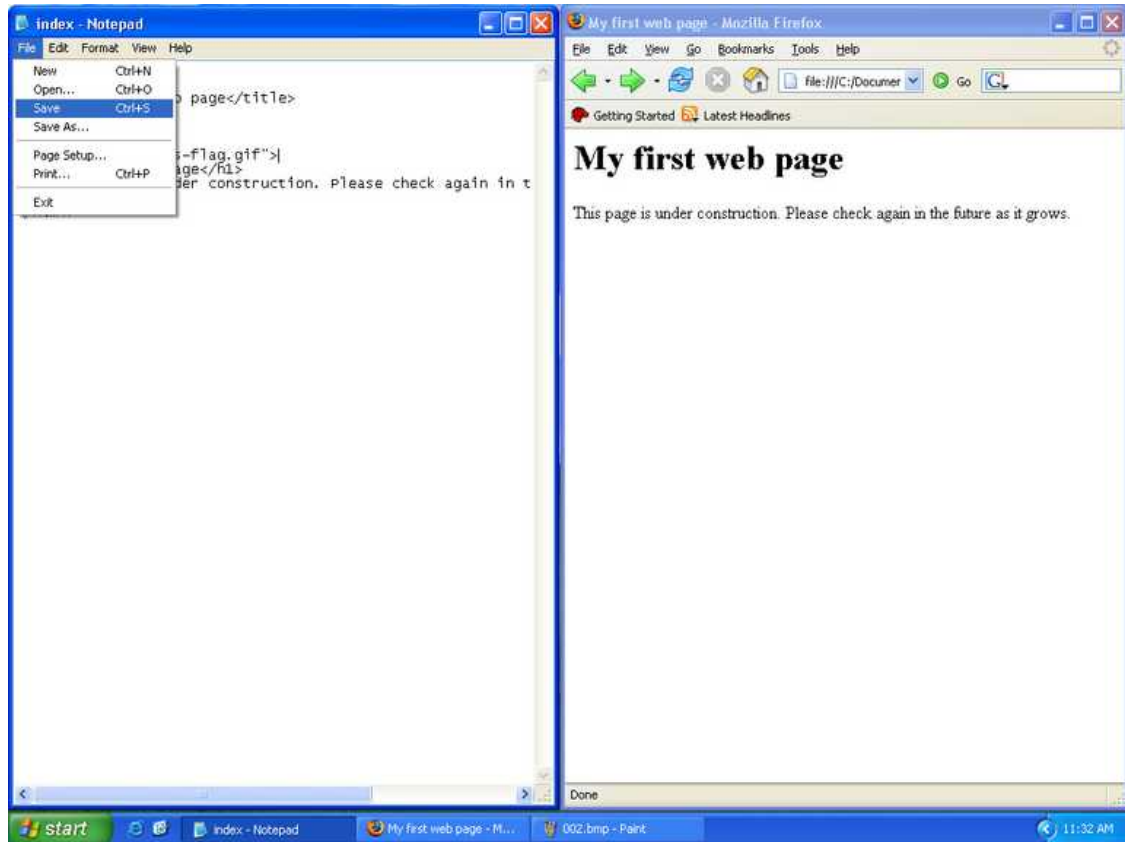 index - Notepad
File Edit Format View Help
New Ctrl+N
Open... Ctrl+O
Save Ctrl+S
Save As...
Page Setup...
Print... Ctrl+P
Exit
page</title>
s-flag.gif">
age</h1>
der construction. Please check again in t
My first web page - Mozilla Firefox
File Edit View Go Bookmarks Tools Help
file:///C:/Documer Go G
Getting Started Latest Headlines
My first web page
This page is under construction. Please check again in the future as it grows.
Done
start index - Notepad My first web page - M... 002.bmp - Paint 11:32 AM